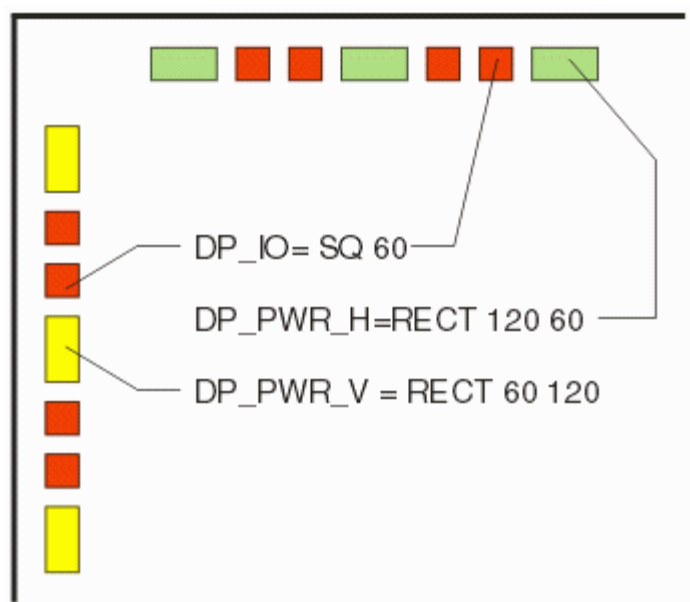 DP_IO= SQ 60
DP_PWR_H=RECT 120 60
DP_PWR_V = RECT 60 120